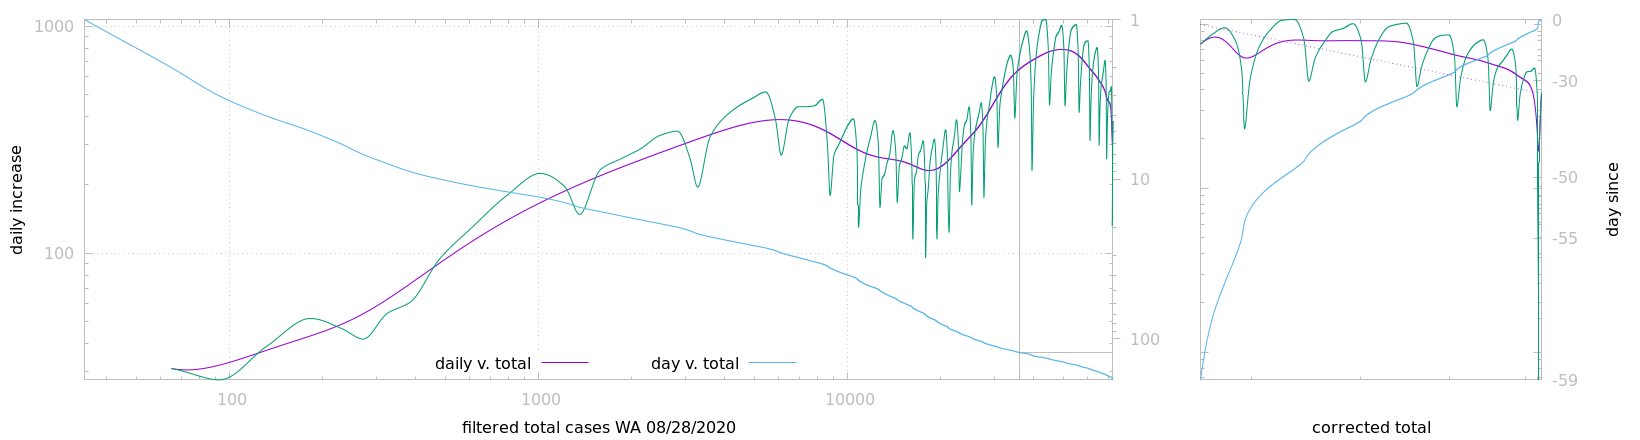 1000
100
daily increase
daily v. total
day v. total
100
1000
10000
filtered total cases WA 08/28/2020
1
10
100
0
-30
-50
-55
-59
day since
corrected total